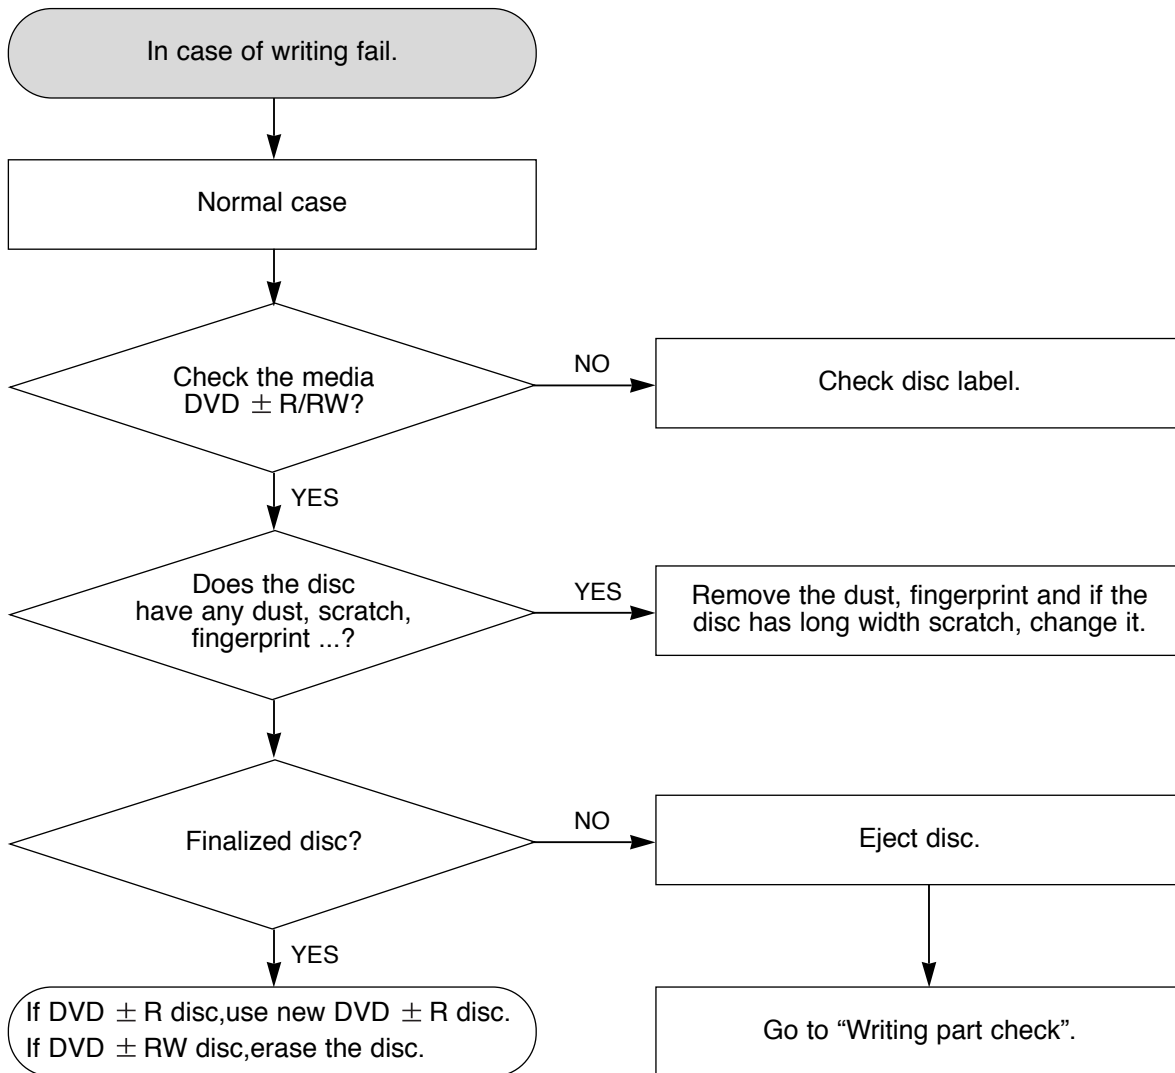 In case of writing fail.
Normal case
Check the media
DVD ± R/RW?
NO
Check disc label.
YES
Does the disc
have any dust, scratch,
fingerprint ...?
YES
Remove the dust, fingerprint and if the
disc has long width scratch, change it.
Finalized disc?
NO
Eject disc.
YES
If DVD ± R disc,use new DVD ± R disc.
If DVD ± RW disc,erase the disc.
Go to “Writing part check”.